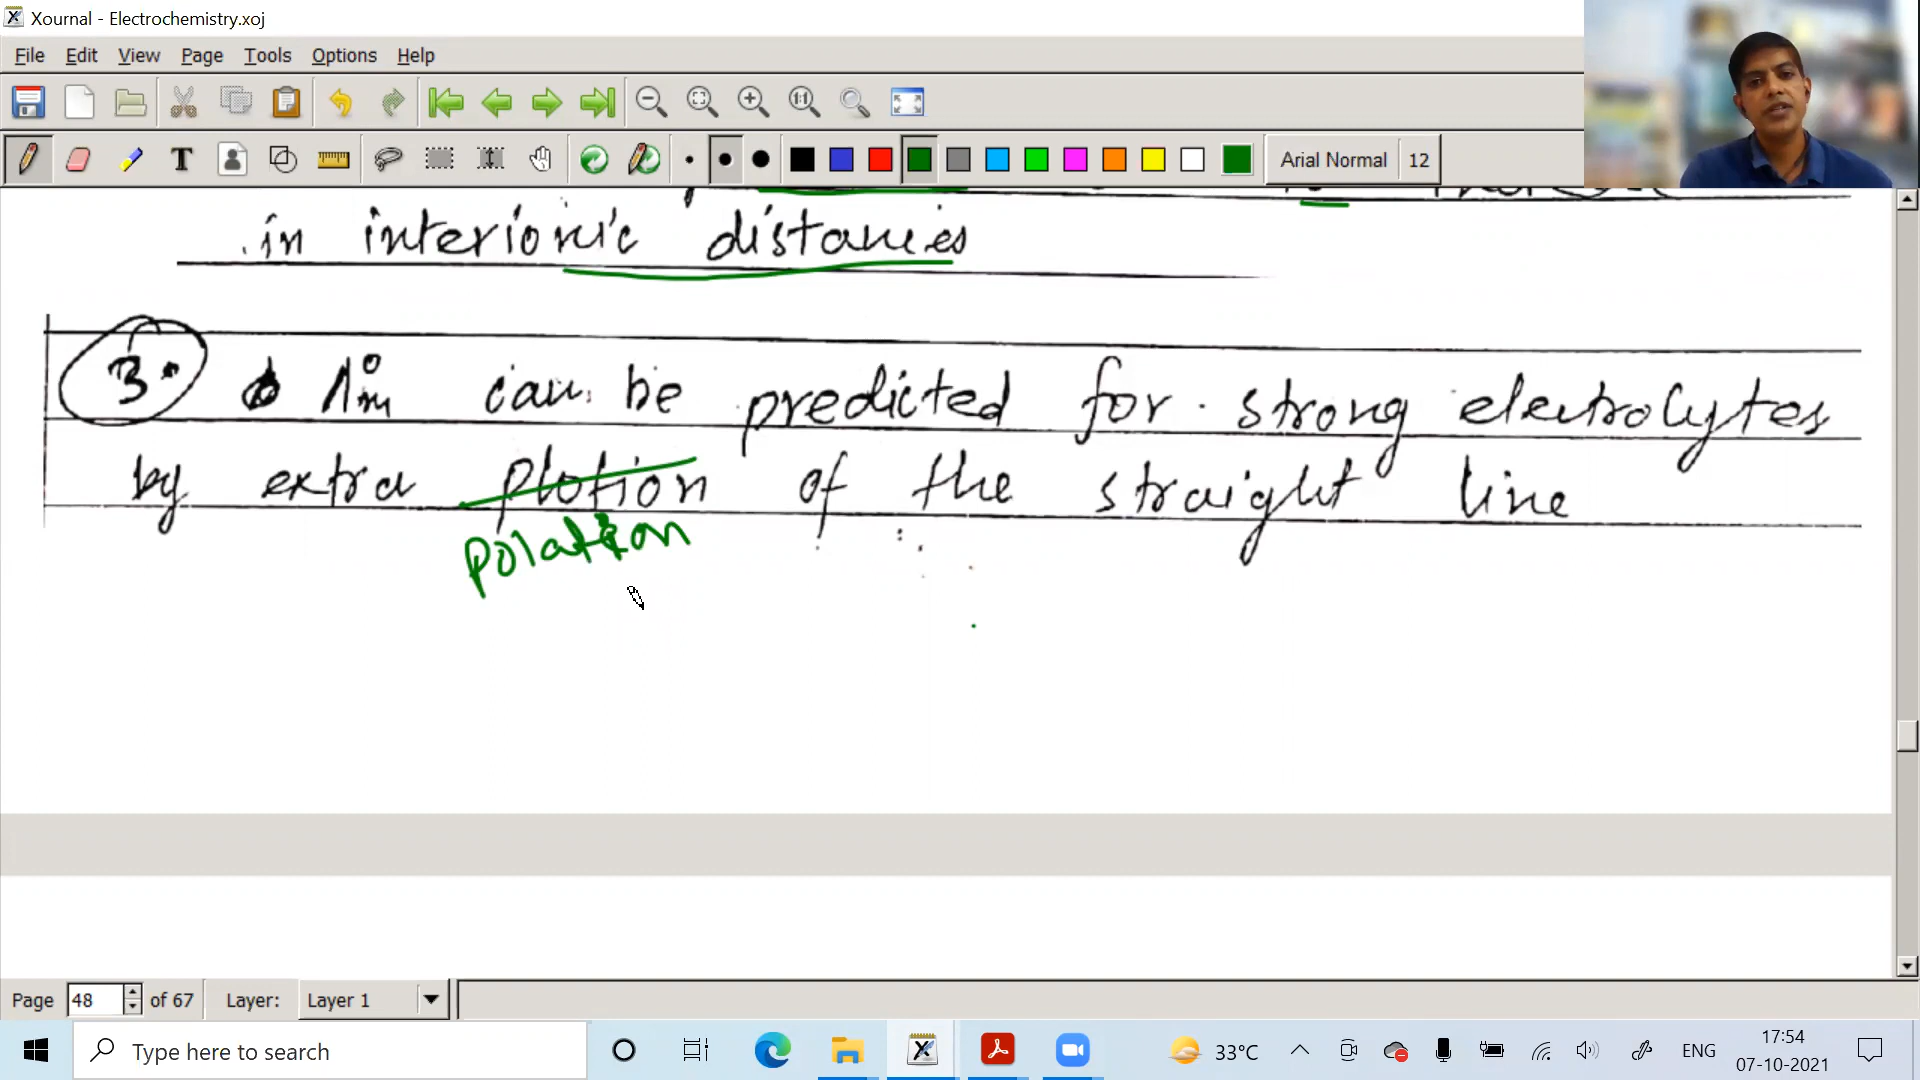 Xournal - Electrochemistry.xoj
File Edit View Page Tools Options Help
Arial Normal 12
in interionic distances
3. Λ°m can be predicted for strong electrolytes
by extra plotion of the straight line
polation
Page 48 of 67 Layer: Layer 1
Type here to search
33°C ENG 17:54
07-10-2021